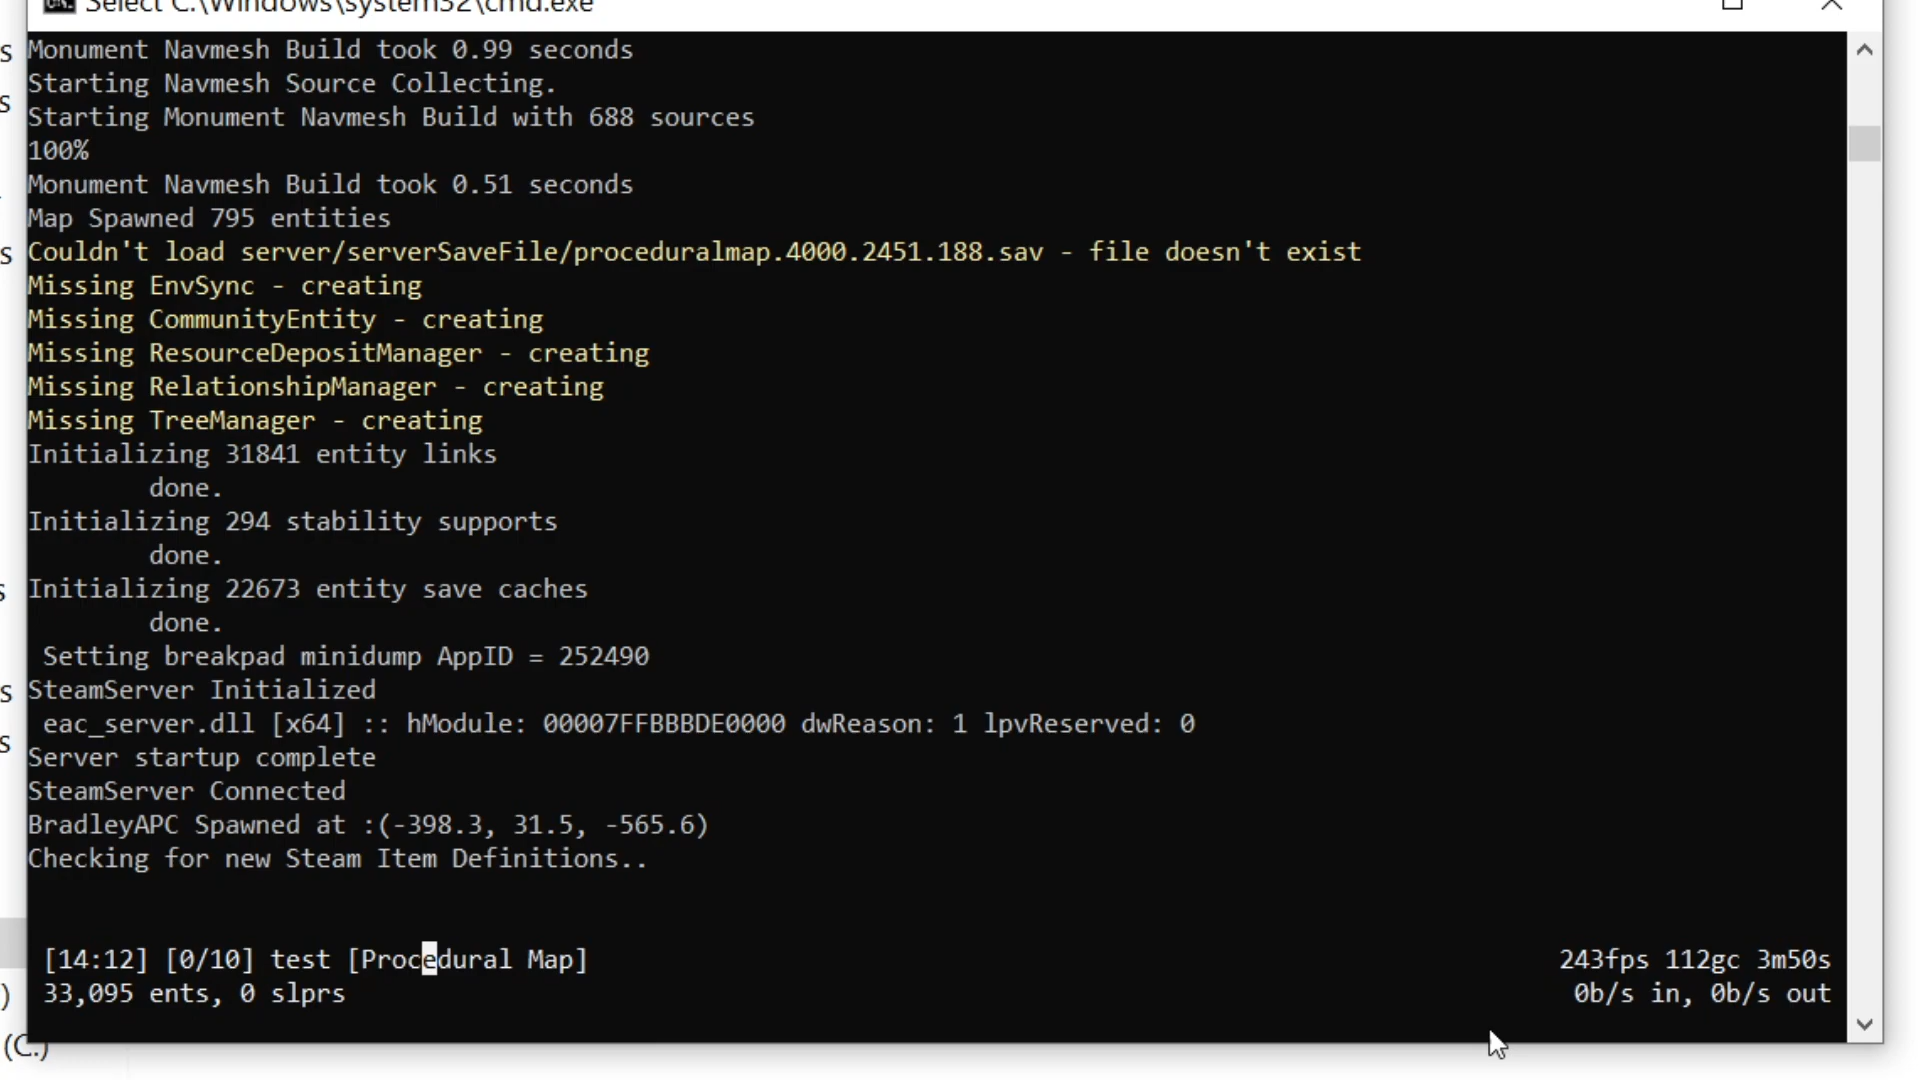 Select C:\Windows\system32\cmd.exe
Monument Navmesh Build took 0.99 seconds
Starting Navmesh Source Collecting.
Starting Monument Navmesh Build with 688 sources
100%
Monument Navmesh Build took 0.51 seconds
Map Spawned 795 entities
Couldn't load server/serverSaveFile/proceduralmap.4000.2451.188.sav - file doesn't exist
Missing EnvSync - creating
Missing CommunityEntity - creating
Missing ResourceDepositManager - creating
Missing RelationshipManager - creating
Missing TreeManager - creating
Initializing 31841 entity links
done.
Initializing 294 stability supports
done.
Initializing 22673 entity save caches
done.
Setting breakpad minidump AppID = 252490
SteamServer Initialized
eac_server.dll [x64] :: hModule: 00007FFBBBDE0000 dwReason: 1 lpvReserved: 0
Server startup complete
SteamServer Connected
BradleyAPC Spawned at :(-398.3, 31.5, -565.6)
Checking for new Steam Item Definitions..
[14:12] [0/10] test [Procedural Map] 243fps 112gc 3m50s
33,095 ents, 0 slprs 0b/s in, 0b/s out
(C:)